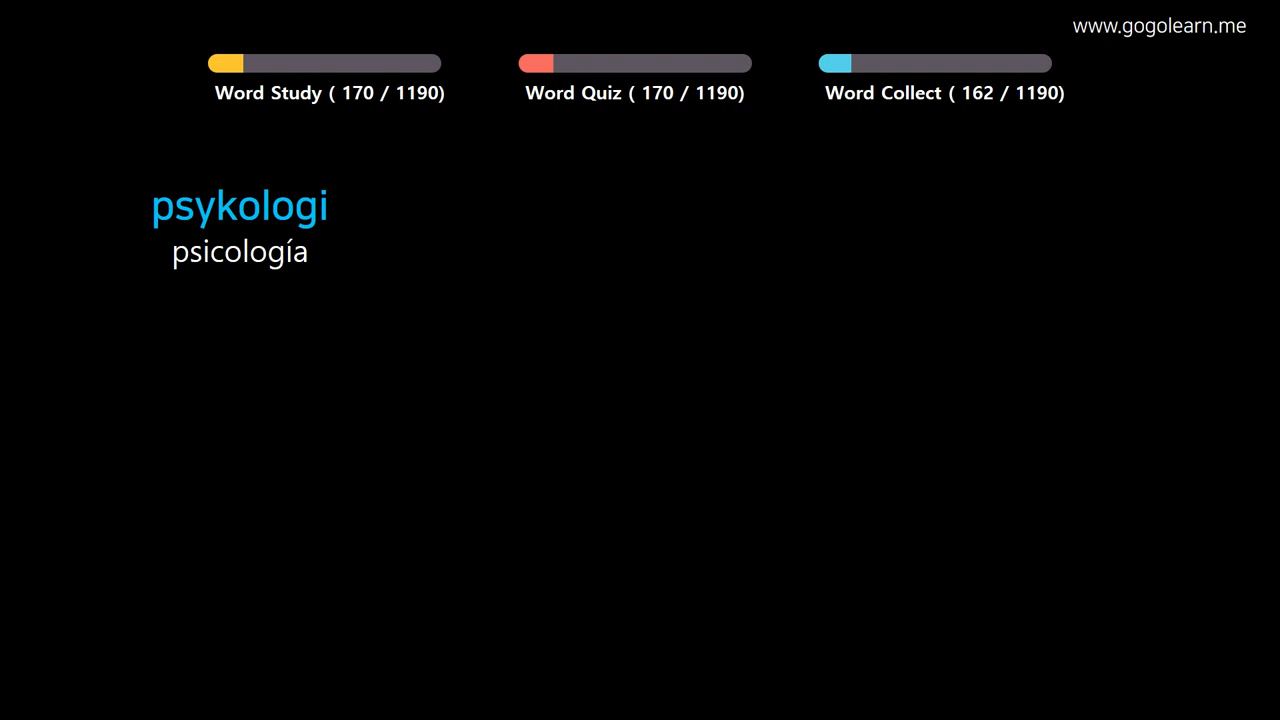 www.gogolearn.me
Word Study ( 170 / 1190)
Word Quiz ( 170 / 1190)
Word Collect ( 162 / 1190)
psykologi
psicología